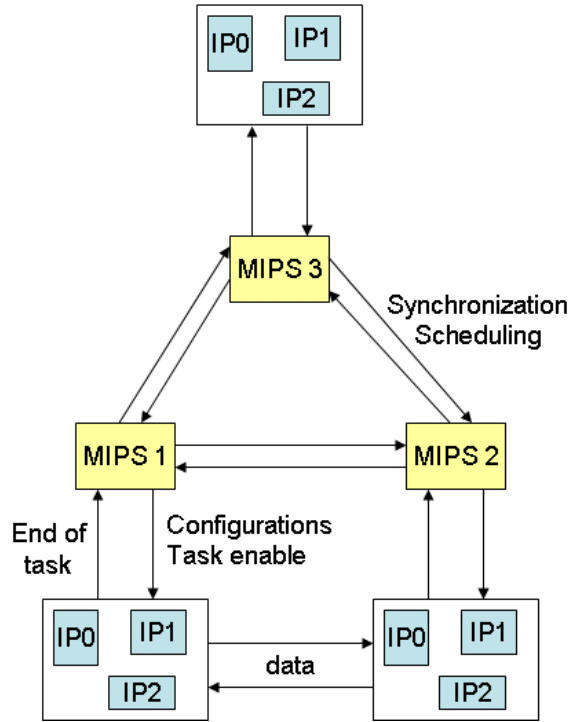 IP0
IP1
IP2
MIPS 3
Synchronization
Scheduling
MIPS 1
MIPS 2
End of
task
Configurations
Task enable
IP0
IP1
IP2
data
IP0
IP1
IP2